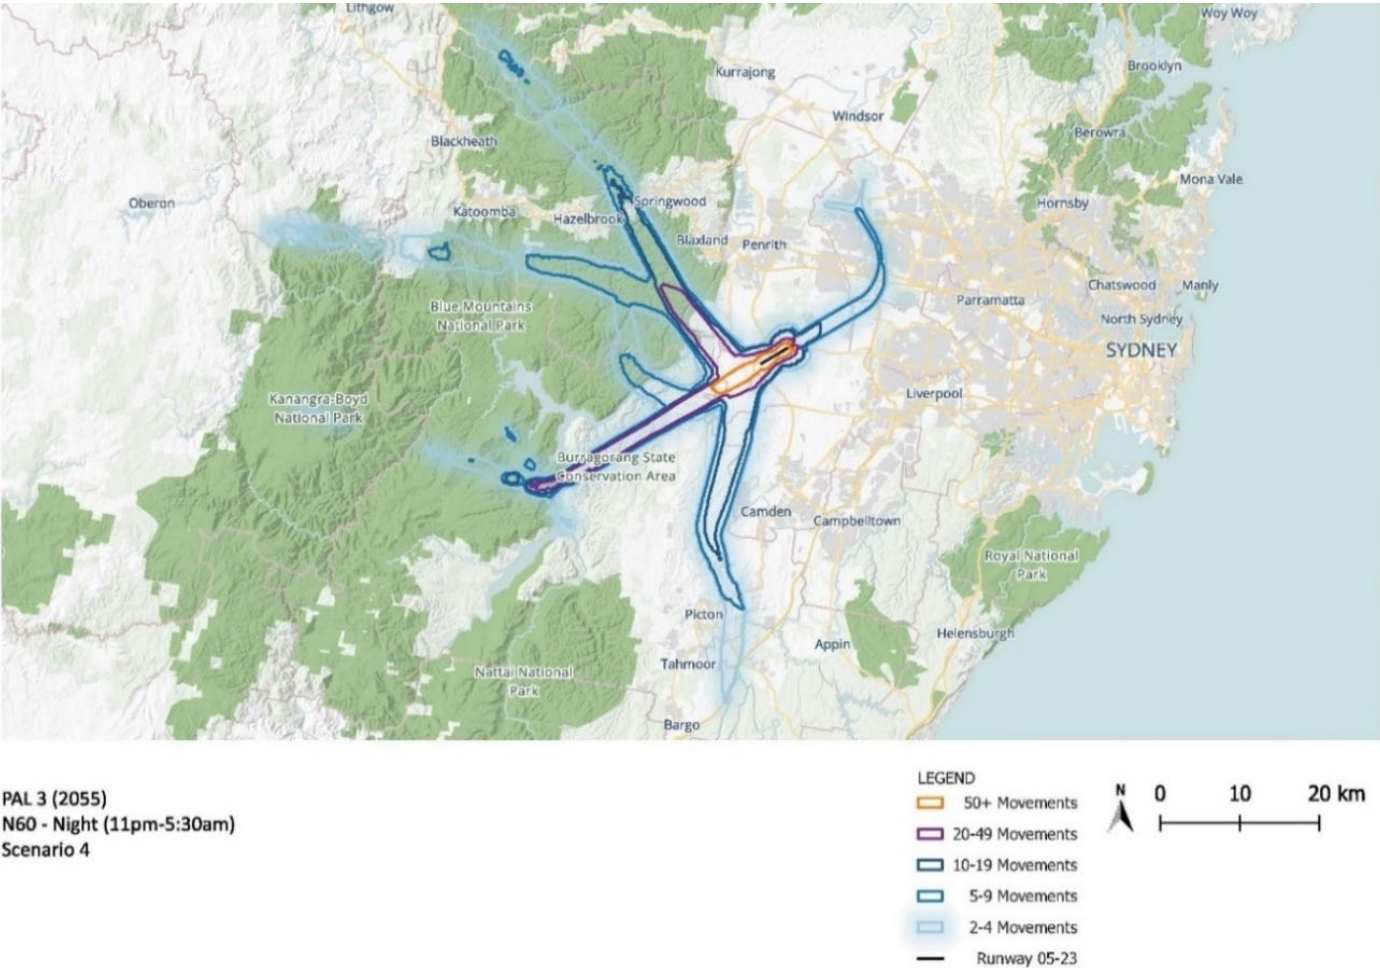 Lithgow
Woy Woy
Brooklyn
Kurrajong
Windsor
Berowra
Blackheath
Mona Vale
Oberon
Springwood
Hornsby
Katoomba
Hazelbrook
Blaxland
Penrith
Chatswood
Manly
Parramatta
Blue Mountains
National Park
North Sydney
SYDNEY
Kanangra-Boyd
National Park
Liverpool
Burragorang State
Conservation Area
Camden
Campbelltown
Royal National
Park
Picton
Appin
Helensburgh
Tahmoor
Nattai National
Park
Bargo
PAL 3 (2055)
N60 - Night (11pm-5:30am)
Scenario 4
LEGEND
50+ Movements
20-49 Movements
10-19 Movements
5-9 Movements
2-4 Movements
Runway 05-23
N
0 10 20 km